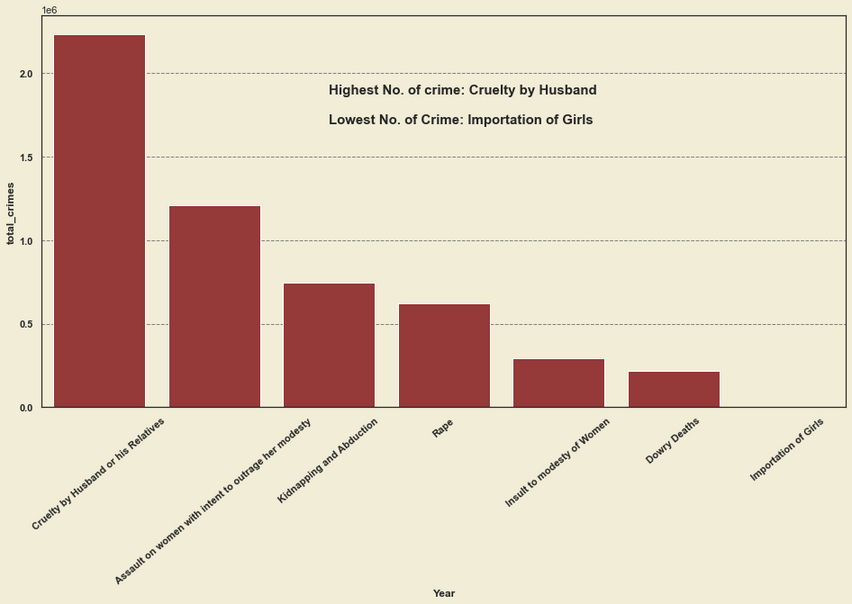 1e6
2.0
1.5
1.0
0.5
0.0
total_crimes
Highest No. of crime: Cruelty by Husband
Lowest No. of Crime: Importation of Girls
Cruelty by Husband or his Relatives
Assault on women with intent to outrage her modesty
Kidnapping and Abduction
Rape
Insult to modesty of Women
Dowry Deaths
Importation of Girls
Year